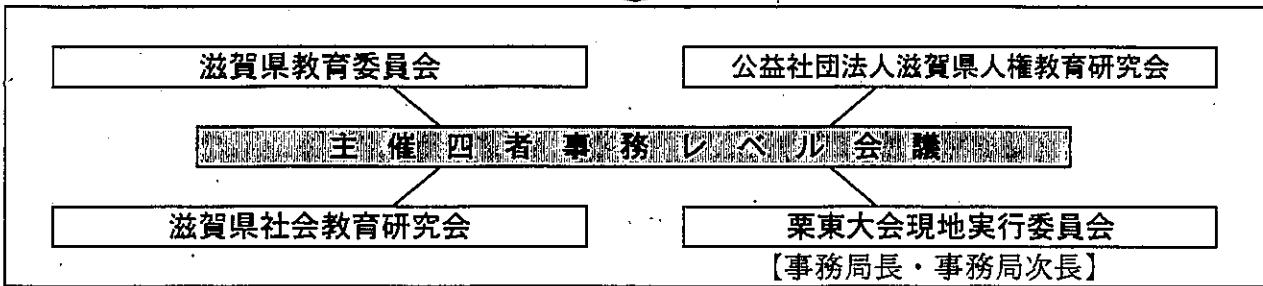 滋賀県教育委員会
公益社団法人滋賀県人権教育研究会
主催四者事務レベル会議
滋賀県社会教育研究会
栗東大会現地実行委員会
【事務局長・事務局次長】